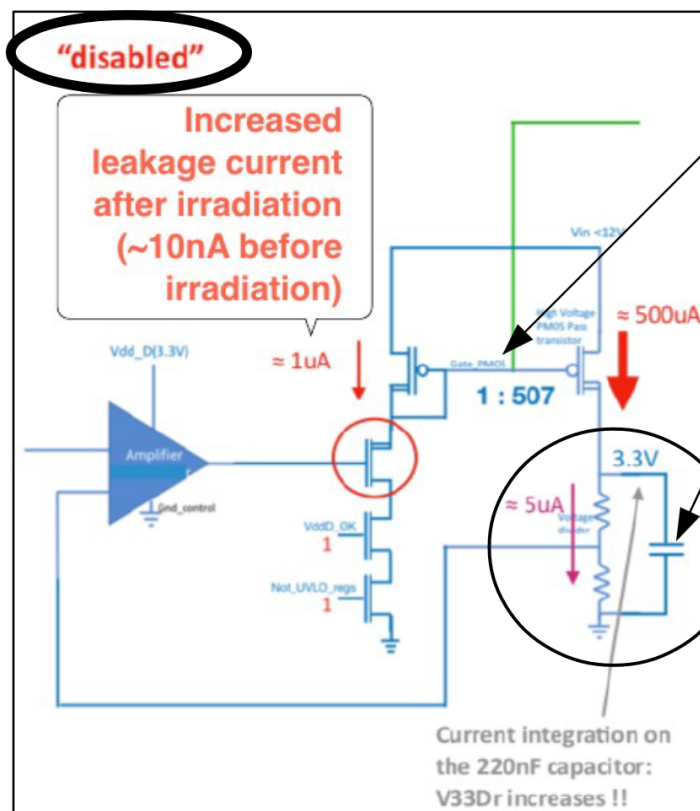 “disabled”
Increased
leakage current
after irradiation
(~10nA before
irradiation)
Vin <12V
High Voltage
PMOS Pass
transistor
≈ 500uA
Vdd_D(3.3V)
≈ 1uA
Gate_PMOS
1 : 507
Amplifier
Gnd_control
3.3V
≈ 5uA
Voltage
divider
VddD_OK
1
Not_UVLO_regs
1
Current integration on
the 220nF capacitor:
V33Dr increases !!